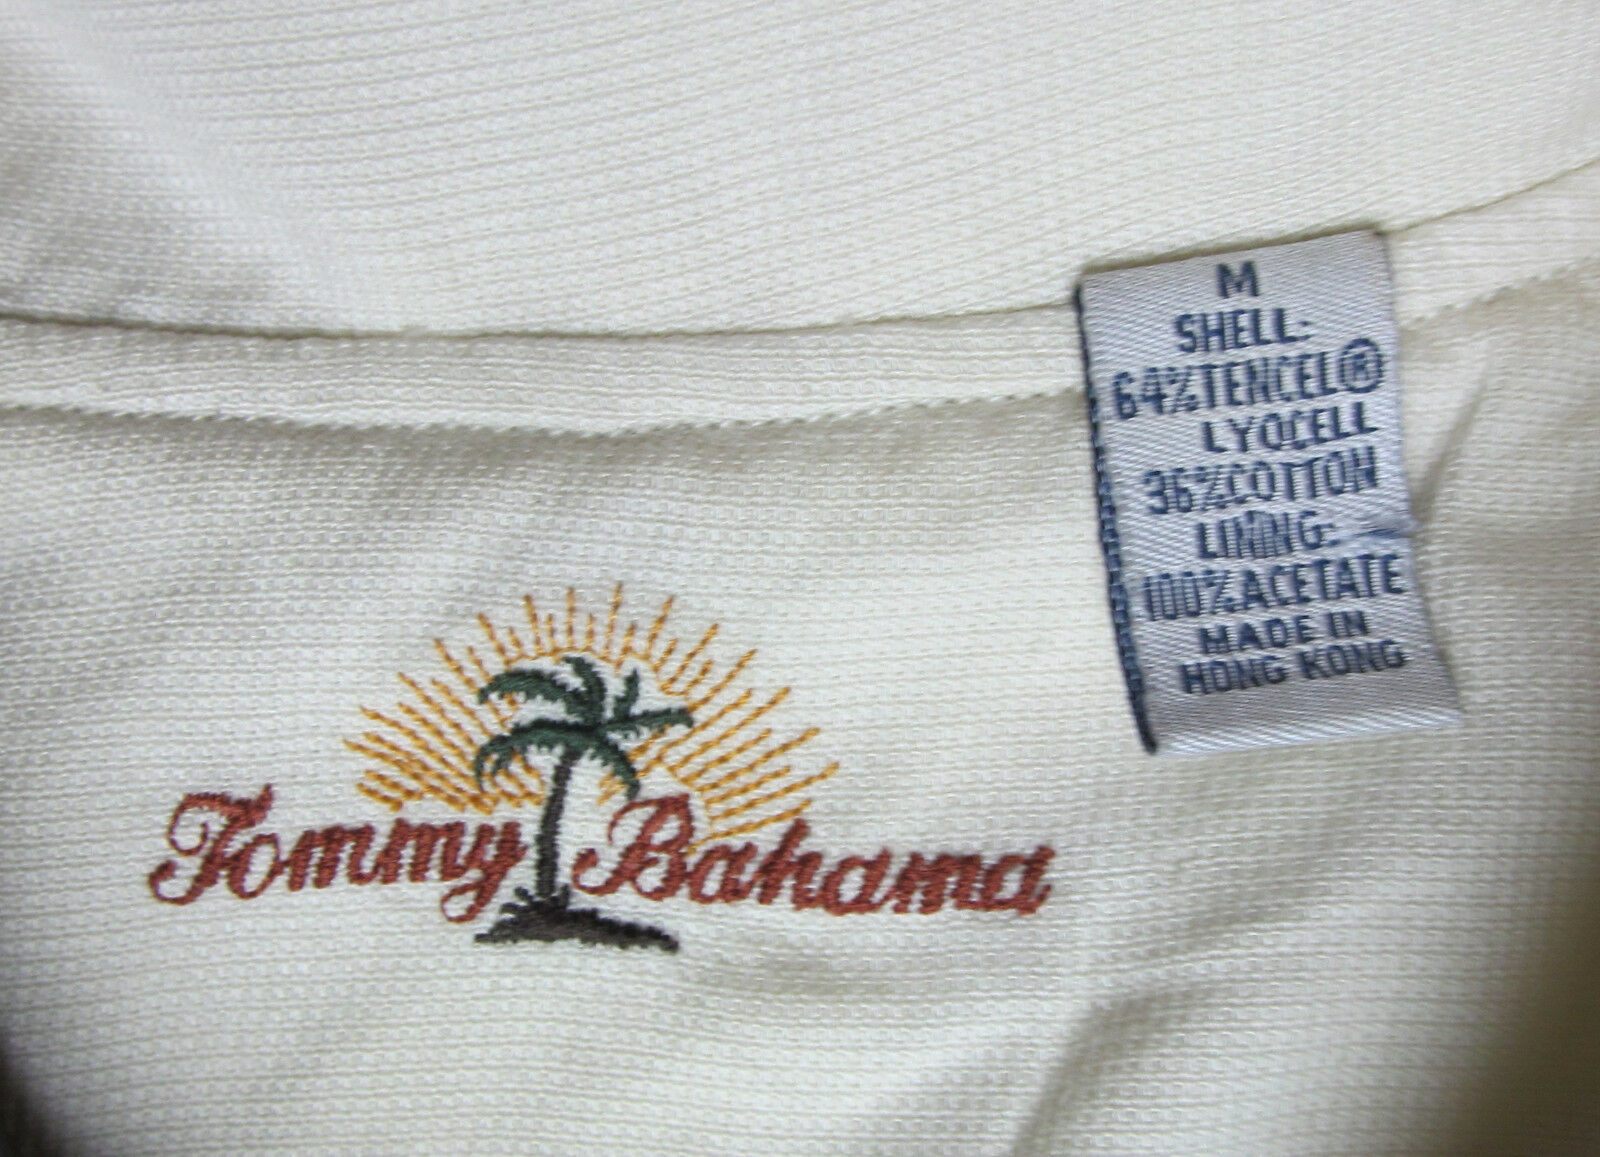 M
SHELL:
64%TENCEL®
LYOCELL
36%COTTON
LINING:
100%ACETATE
MADE IN
HONG KONG
Tommy Bahama